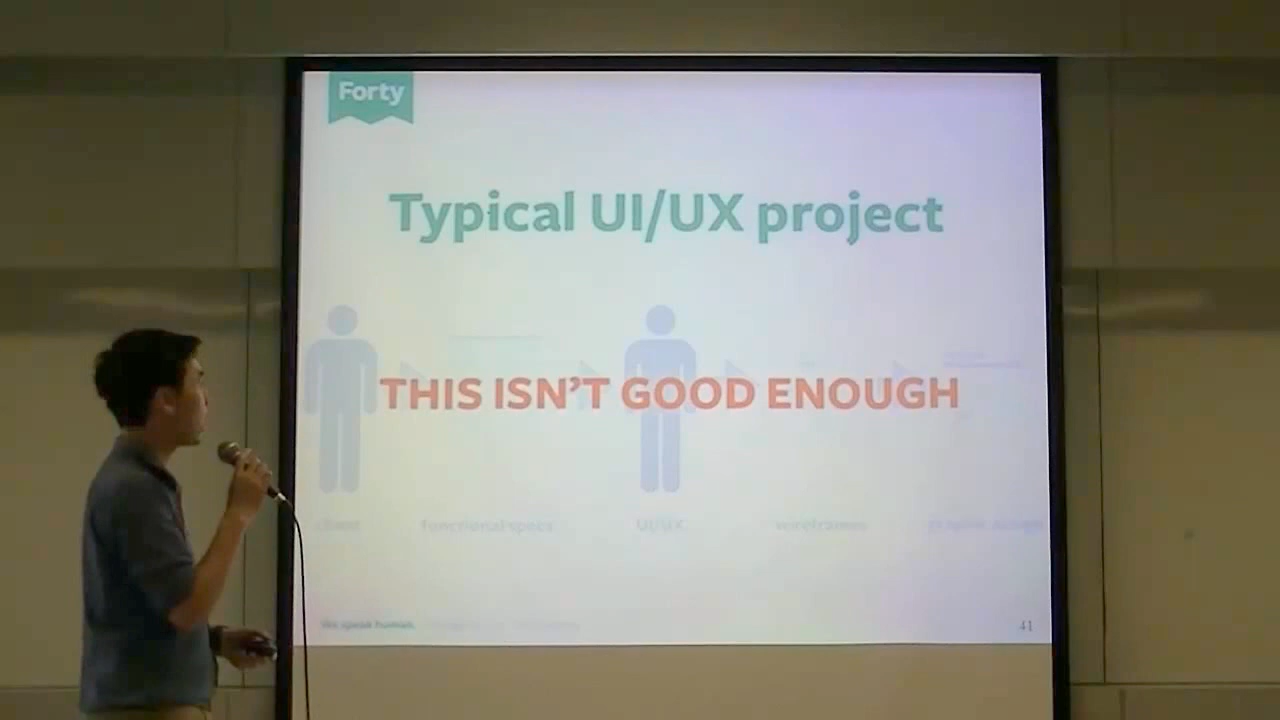 Forty
Typical UI/UX project
THIS ISN'T GOOD ENOUGH
client functional specs UI/UX wireframes graphic design
We speak human.
41